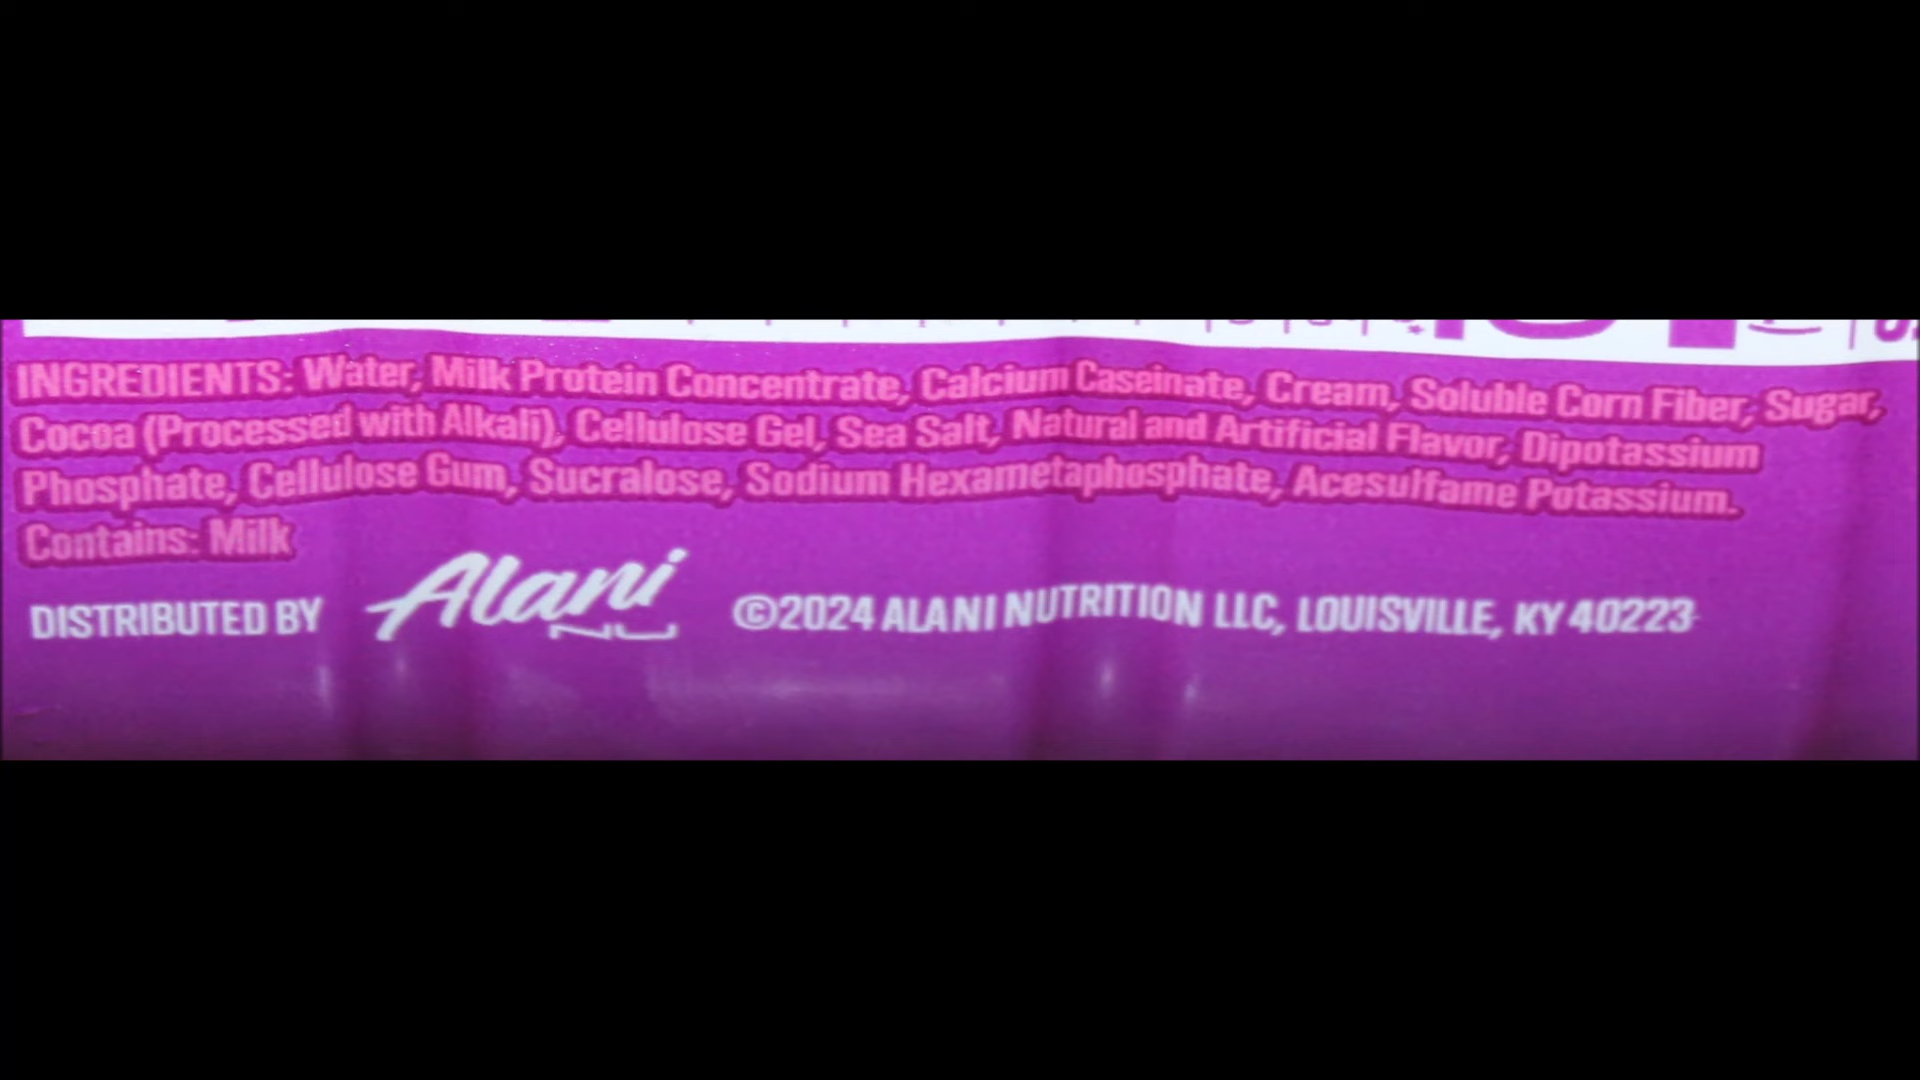 INGREDIENTS: Water, Milk Protein Concentrate, Calcium Caseinate, Cream, Soluble Corn Fiber, Sugar,
Cocoa (Processed with Alkali), Cellulose Gel, Sea Salt, Natural and Artificial Flavor, Dipotassium
Phosphate, Cellulose Gum, Sucralose, Sodium Hexametaphosphate, Acesulfame Potassium.
Contains: Milk
DISTRIBUTED BY Alani NU ©2024 ALANI NUTRITION LLC, LOUISVILLE, KY 40223